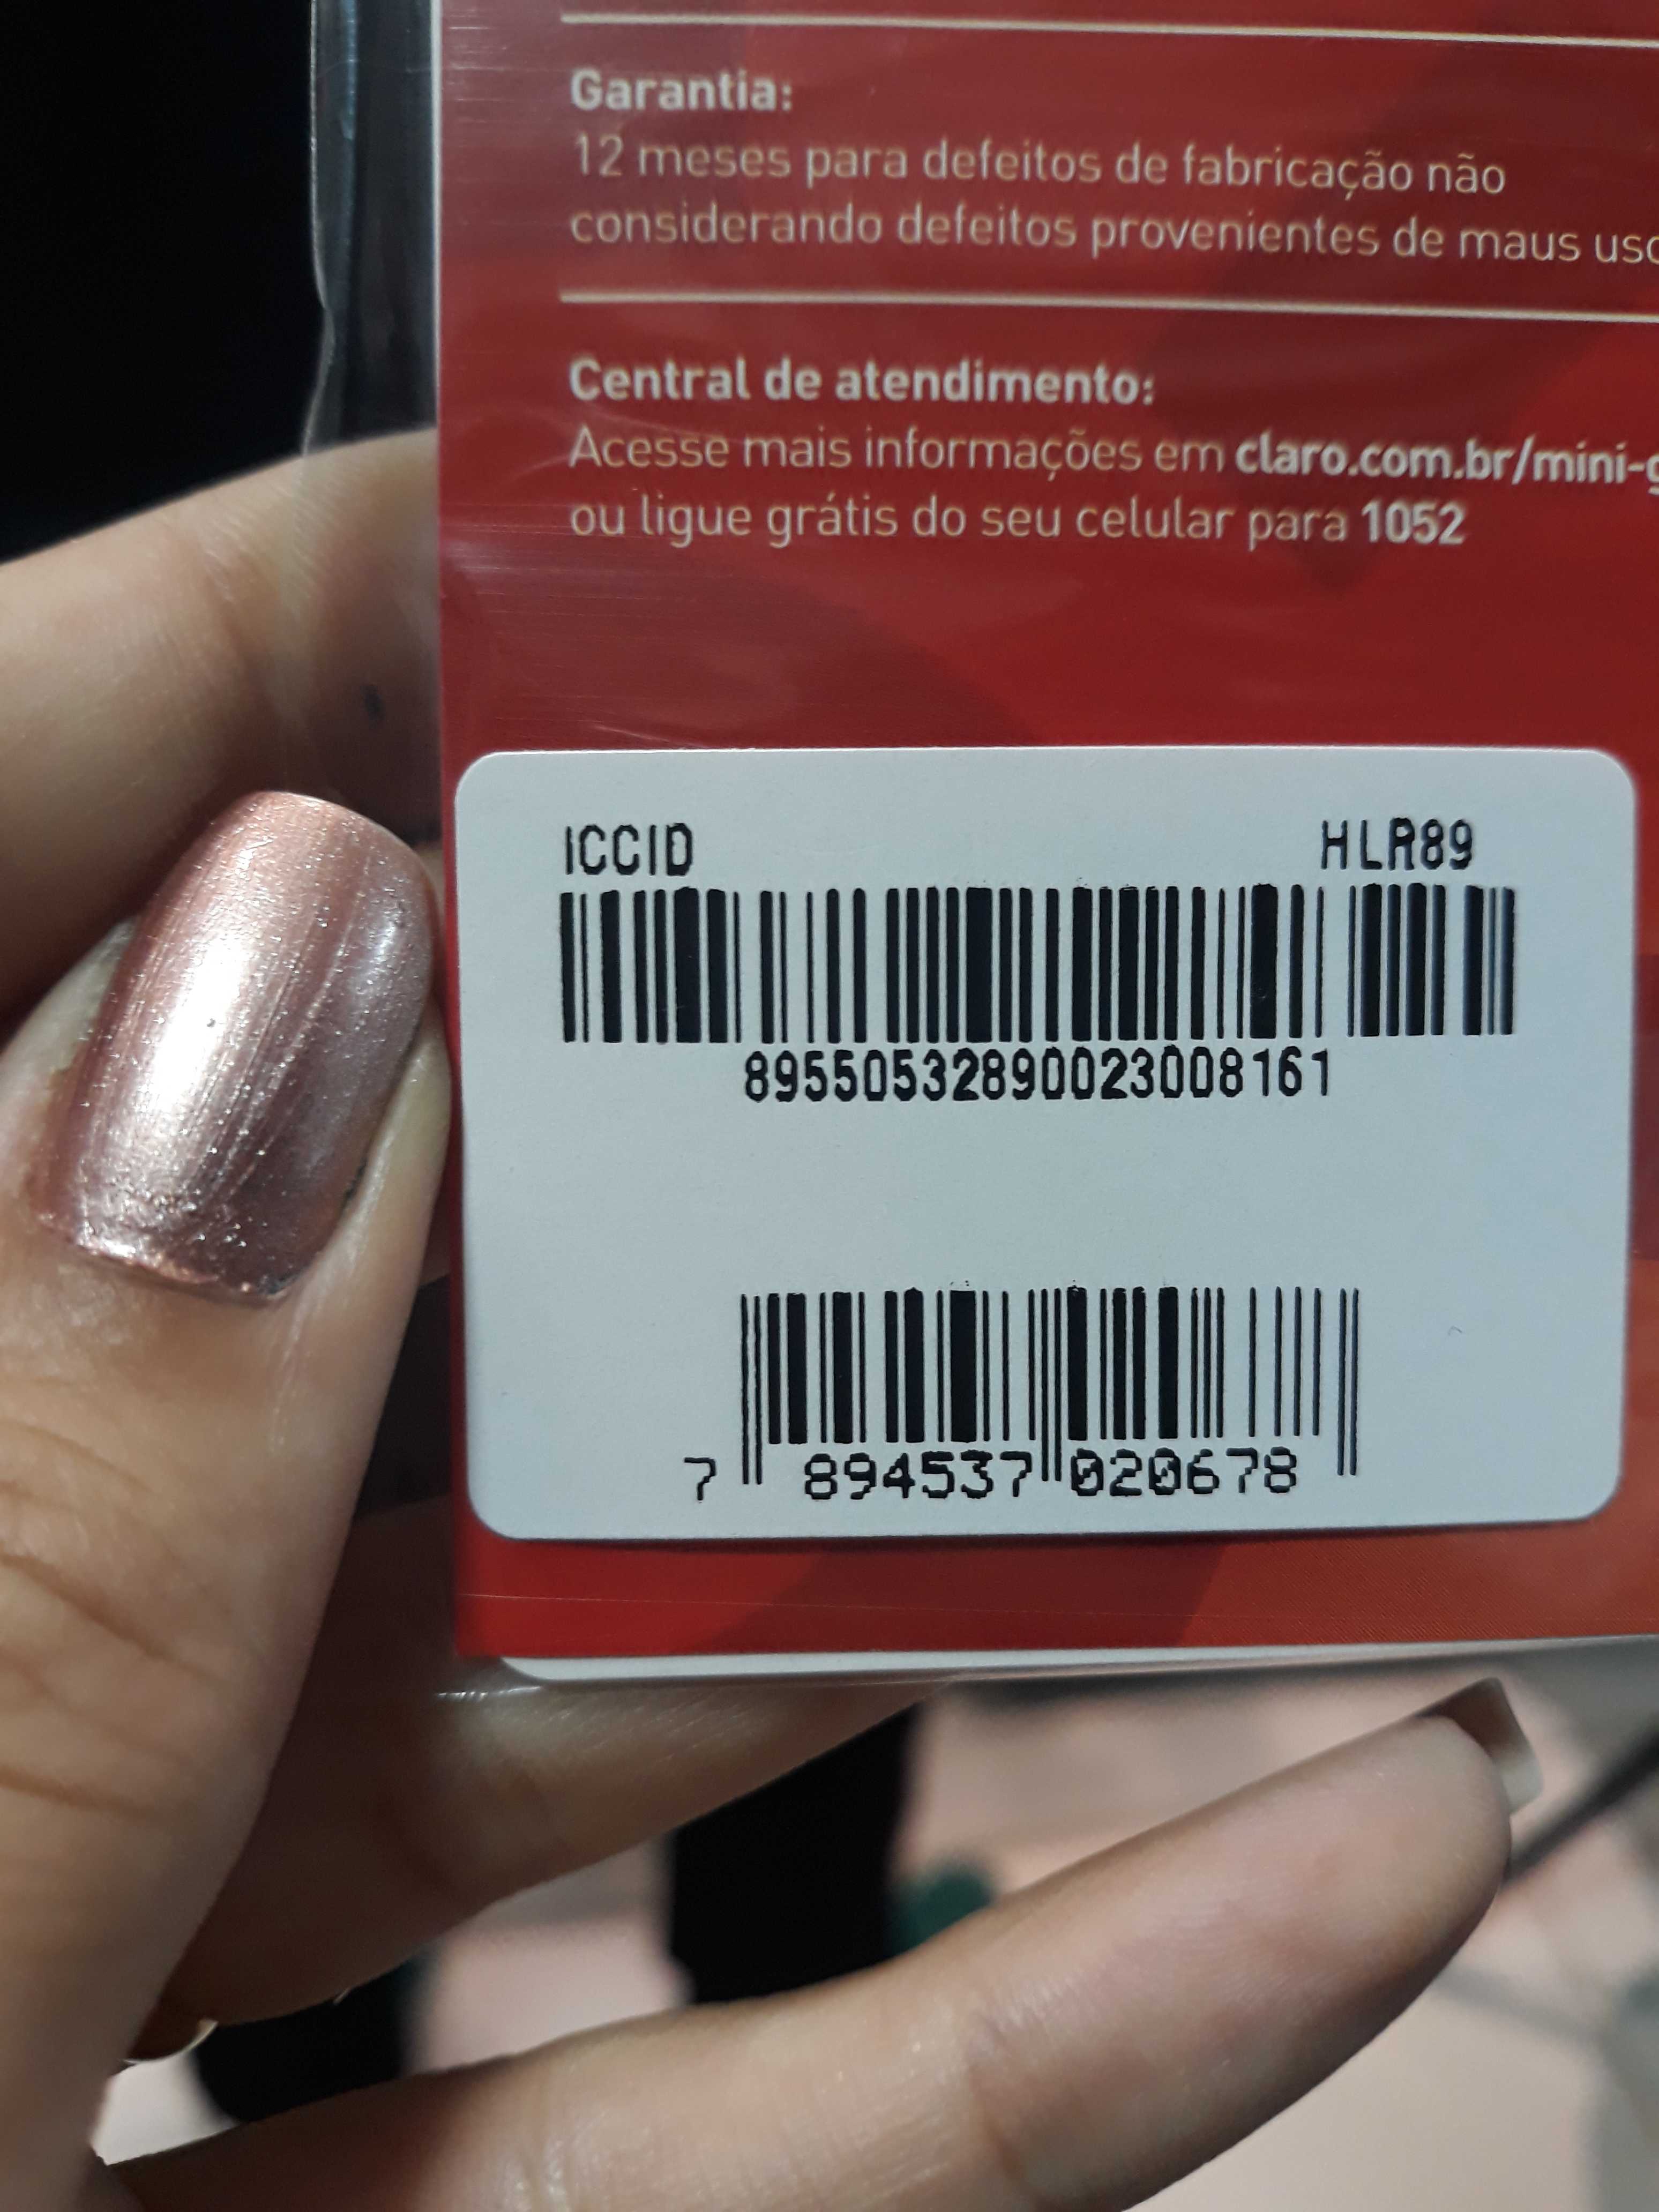 Garantia:
12 meses para defeitos de fabricação não
considerando defeitos provenientes de maus
Central de atendimento:
Acesse mais informações em claro.com.br/mini-
ou ligue grátis do seu celular para 1052
ICCID HLR89
89550532890023008161
7 894537 020678